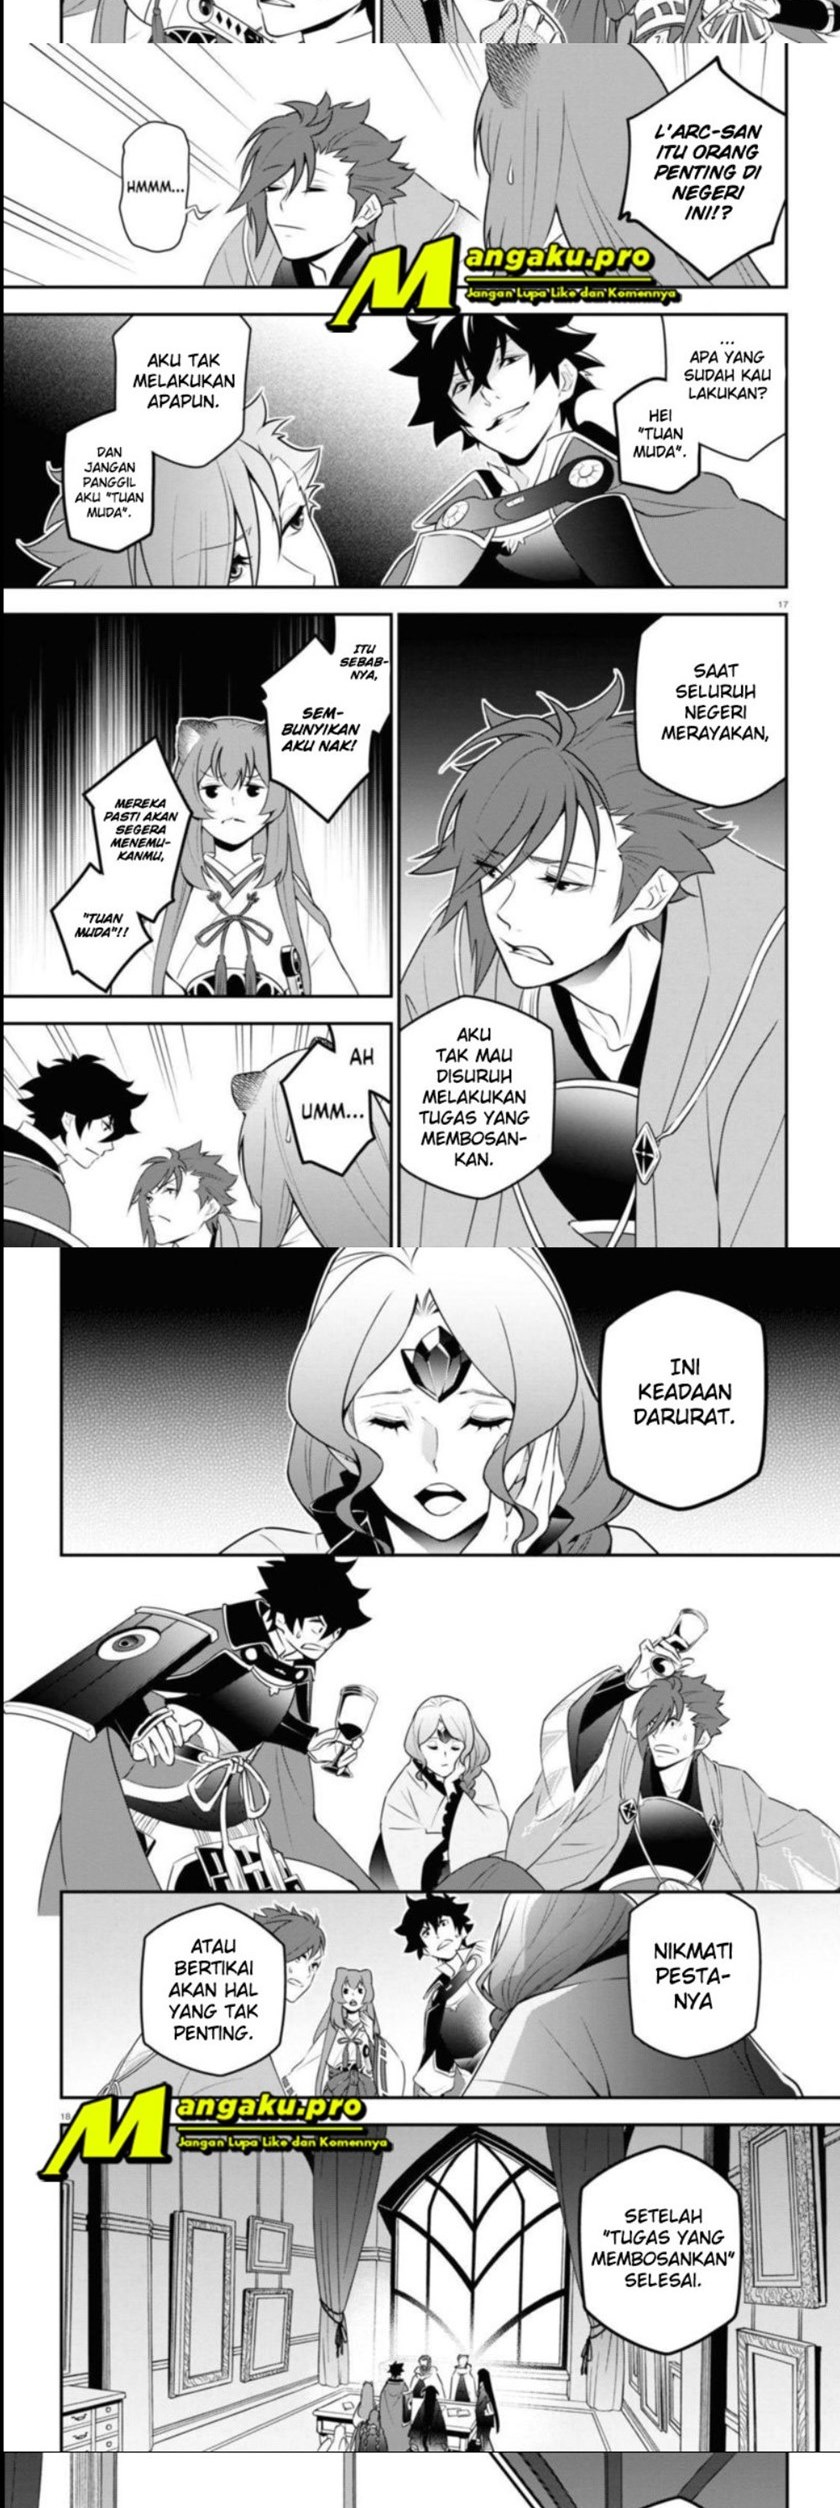 L'ARC-SAN
ITU ORANG
PENTING DI
NEGERI
INI!?
HMMM...
Mangaku.pro
Jangan Lupa Like dan Komennya
...
APA YANG
SUDAH KAU
LAKUKAN?
HEI
"TUAN
MUDA".
AKU TAK
MELAKUKAN
APAPUN.
DAN
JANGAN
PANGGIL
AKU "TUAN
MUDA".
17
SAAT
SELURUH
NEGERI
MERAYAKAN,
AKU
TAK MAU
DISURUH
MELAKUKAN
TUGAS YANG
MEMBOSAN-
KAN.
ITU
SEBAB-
NYA,
SEM-
BUNYIKAN
AKU NAK!
MEREKA
PASTI AKAN
SEGERA
MENEMU-
KANMU,
"TUAN
MUDA"!!
AH
UMM...
INI
KEADAAN
DARURAT.
NIKMATI
PESTA-
NYA
ATAU
BERTIKAI
AKAN HAL
YANG TAK
PENTING.
18
Mangaku.pro
Jangan Lupa Like dan Komennya
SETELAH
"TUGAS YANG
MEMBOSANKAN"
SELESAI.